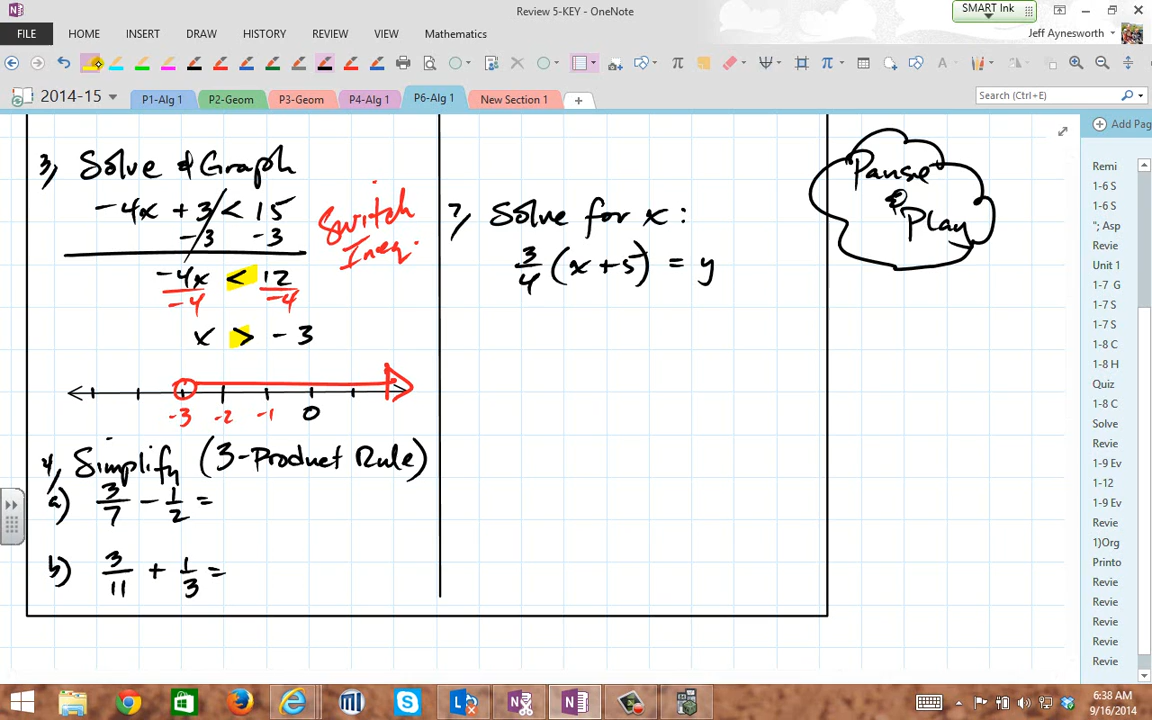 Review 5-KEY - OneNote
SMART Ink
FILE HOME INSERT DRAW HISTORY REVIEW VIEW Mathematics
Jeff Aynesworth
2014-15 P1-Alg 1 P2-Geom P3-Geom P4-Alg 1 P6-Alg 1 New Section 1
Search (Ctrl+E)
3, Solve & Graph
-4x + 3 < 15
-3 -3
-4x < 12
-4 -4
x > -3
Switch
Ineq.
-3 -2 -1 0
4, Simplify (3-Product Rule)
a) 3/7 - 1/2 =
b) 3/11 + 1/3 =
7, Solve for x:
3/4 (x + 5) = y
Pause
&
Play
Add Pag
Remi
1-6 S
1-6 S
"; Asp
Revie
Unit 1
1-7 G
1-7 S
1-7 S
1-8 C
1-8 H
Quiz
1-8 C
Solve
Revie
1-9 Ev
1-12
1-9 Ev
Revie
1)Org
Printo
Revie
Revie
Revie
Revie
6:38 AM
9/16/2014